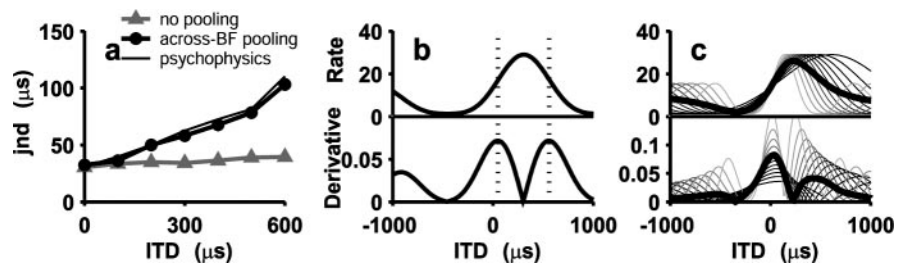 no pooling
across-BF pooling
psychophysics
a
150
100
50
0
jnd (μs)
0 300 600
ITD (μs)
b
Rate
40
20
0
Derivative
0.05
0
-1000 0 1000
ITD (μs)
c
40
20
0
0.1
0.05
0
-1000 0 1000
ITD (μs)